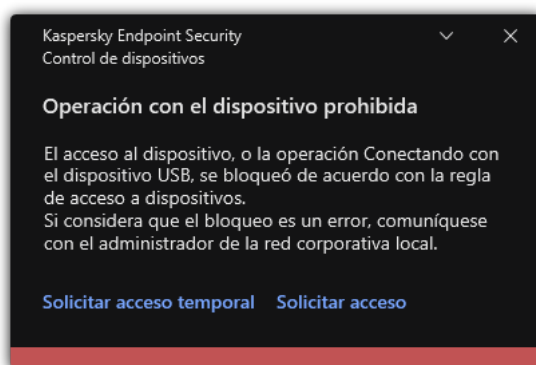 Kaspersky Endpoint Security
Control de dispositivos
Operación con el dispositivo prohibida
El acceso al dispositivo, o la operación Conectando con
el dispositivo USB, se bloqueó de acuerdo con la regla
de acceso a dispositivos.
Si considera que el bloqueo es un error, comuníquese
con el administrador de la red corporativa local.
Solicitar acceso temporal Solicitar acceso